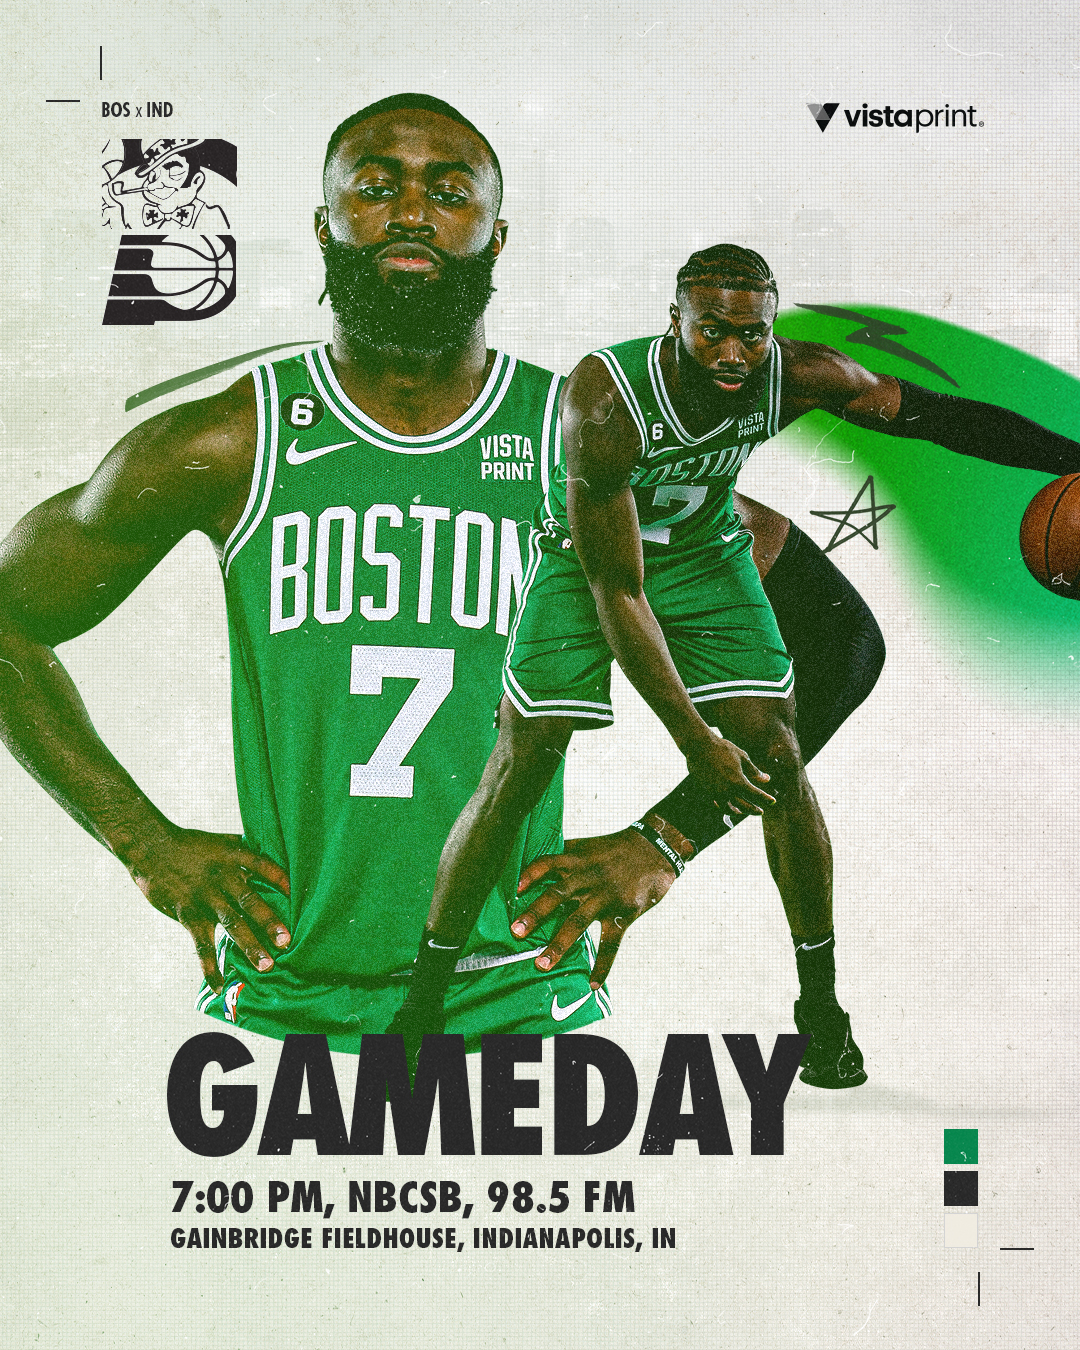 BOS x IND
vistaprint®
6
VISTA
PRINT
BOSTON
7
6
VISTA
PRINT
BOSTON
7
MENTAL
GAMEDAY
7:00 PM, NBCSB, 98.5 FM
GAINBRIDGE FIELDHOUSE, INDIANAPOLIS, IN